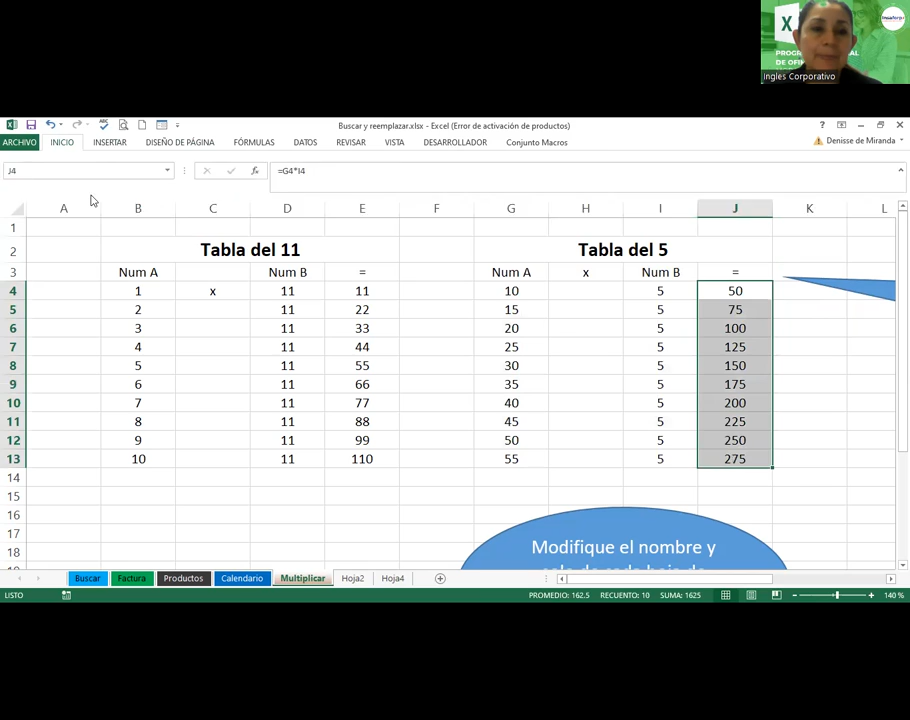 X
PROG
AL
DE OFI
Ingles Corporativo
Buscar y reemplazar.xlsx - Excel (Error de activación de productos)
ARCHIVO INICIO INSERTAR DISEÑO DE PÁGINA FÓRMULAS DATOS REVISAR VISTA DESARROLLADOR Conjunto Macros Denisse de Miranda
J4 fx =G4*I4
A B C D E F G H I J K L
1
2 Tabla del 11 Tabla del 5
3 Num A Num B = Num A x Num B =
4 1 x 11 11 10 5 50
5 2 11 22 15 5 75
6 3 11 33 20 5 100
7 4 11 44 25 5 125
8 5 11 55 30 5 150
9 6 11 66 35 5 175
10 7 11 77 40 5 200
11 8 11 88 45 5 225
12 9 11 99 50 5 250
13 10 11 110 55 5 275
14
15
16
17 Modifique el nombre y
18
Buscar Factura Productos Calendario Multiplicar Hoja2 Hoja4
LISTO PROMEDIO: 162.5 RECUENTO: 10 SUMA: 1625 140 %